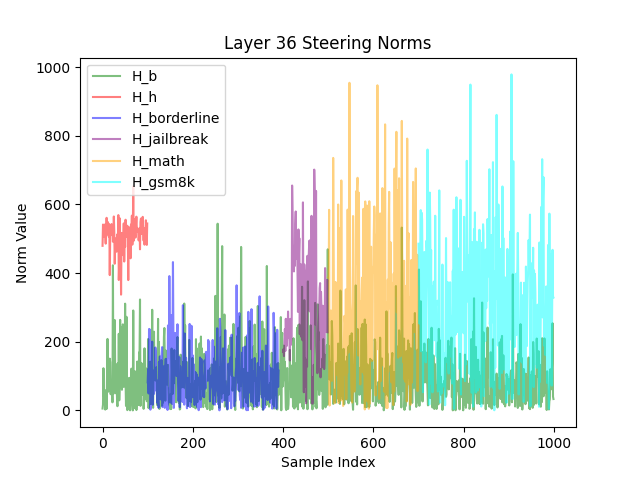 Layer 36 Steering Norms
H_b
H_h
H_borderline
H_jailbreak
H_math
H_gsm8k
Norm Value
1000
800
600
400
200
0
0 200 400 600 800 1000
Sample Index